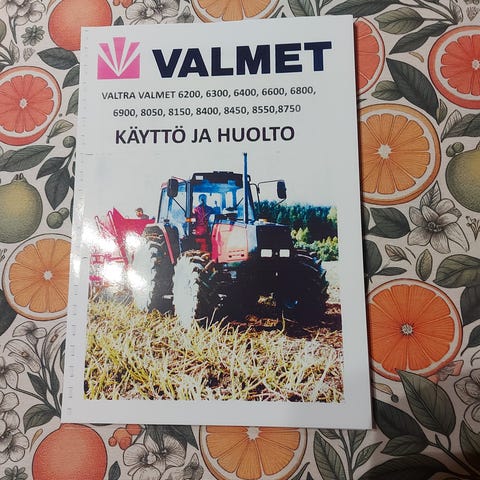 VALMET
VALTRA VALMET 6200, 6300, 6400, 6600, 6800,
6900, 8050, 8150, 8400, 8450, 8550,8750
KÄYTTÖ JA HUOLTO